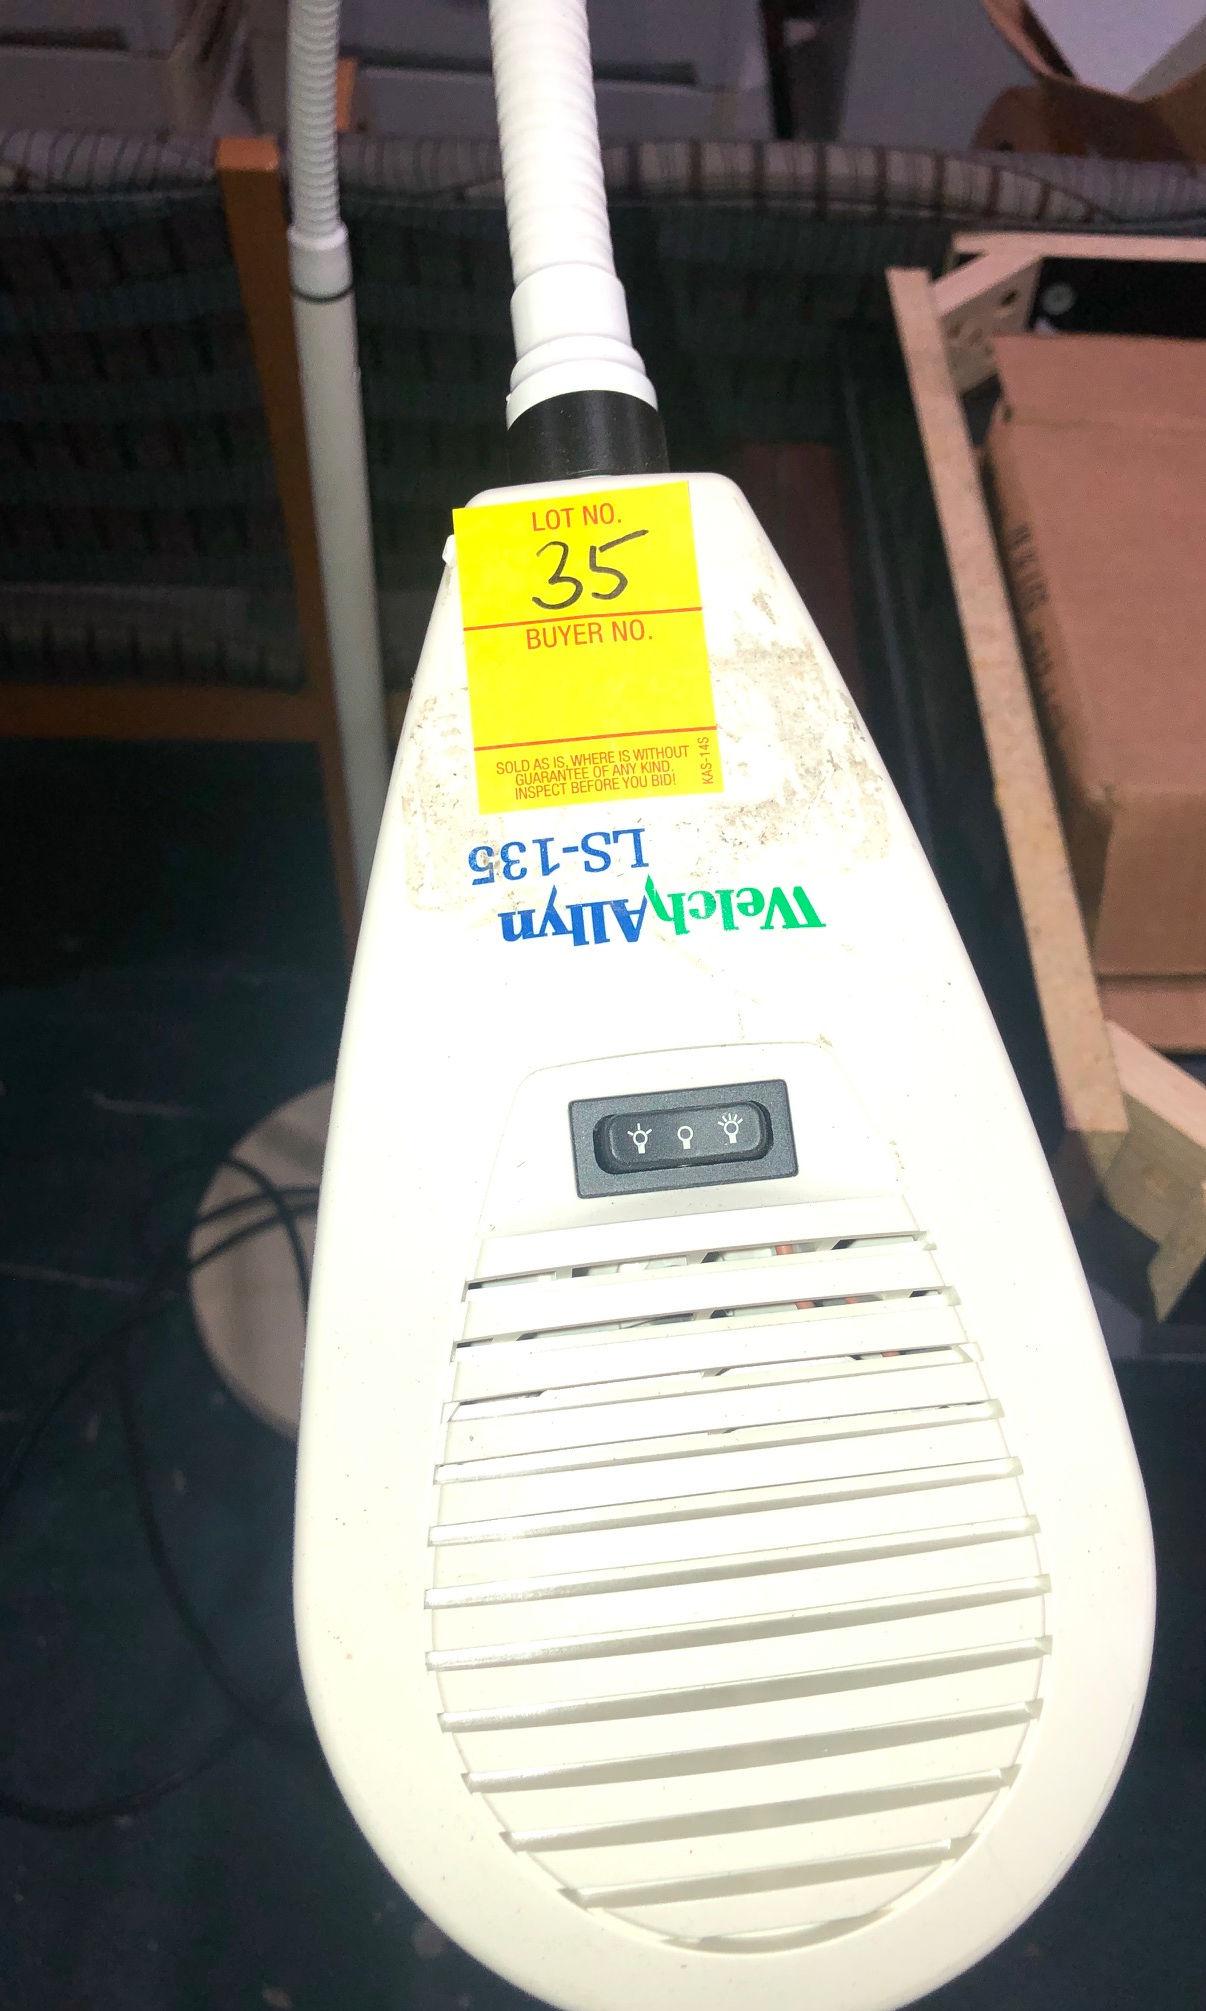 LOT NO.
35
BUYER NO.
SOLD AS IS, WHERE IS WITHOUT
GUARANTEE OF ANY KIND.
INSPECT BEFORE YOU BID!
KAS-14S
WelchAllyn
LS-135